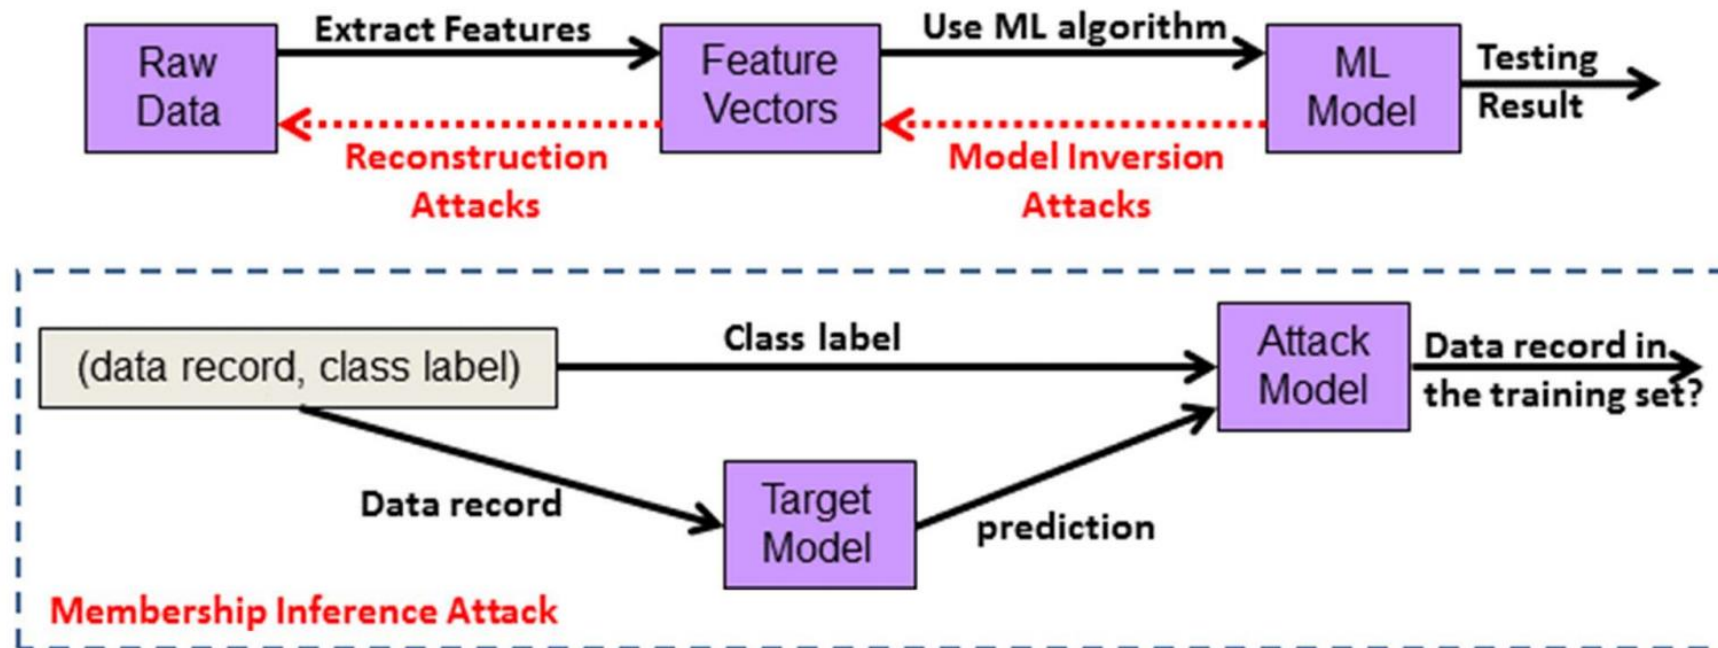 Extract Features
Use ML algorithm
Raw
Data
Feature
Vectors
ML
Model
Testing
Result
Reconstruction
Attacks
Model Inversion
Attacks
(data record, class label)
Class label
Attack
Model
Data record in
the training set?
Data record
Target
Model
prediction
Membership Inference Attack